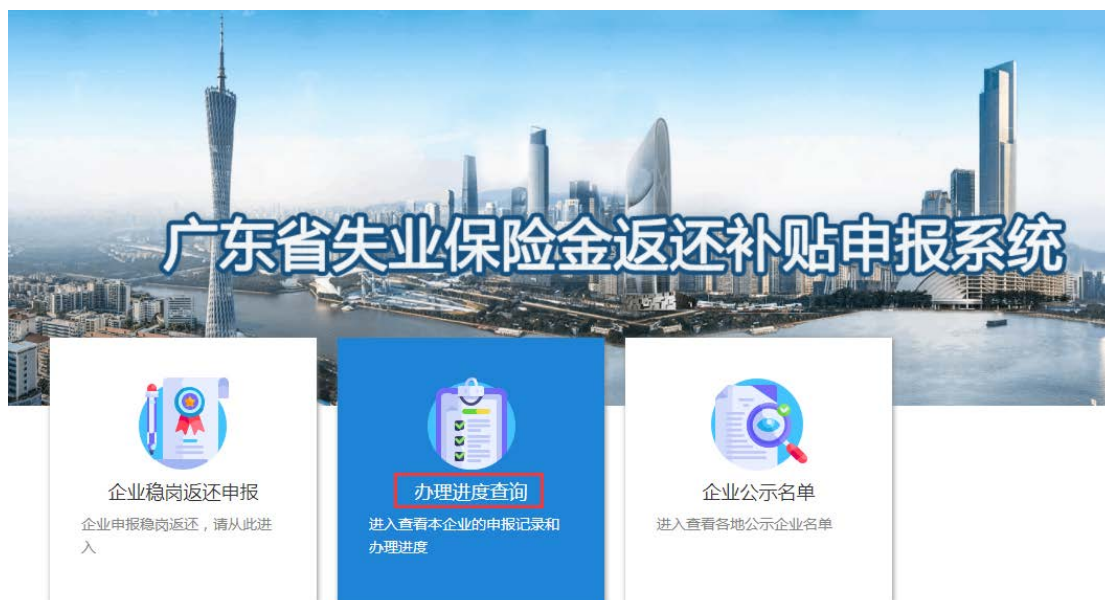 广东省失业保险金返还补贴申报系统
企业稳岗返还申报
企业申报稳岗返还，请从此进
入
办理进度查询
进入查看本企业的申报记录和
办理进度
企业公示名单
进入查看各地公示企业名单